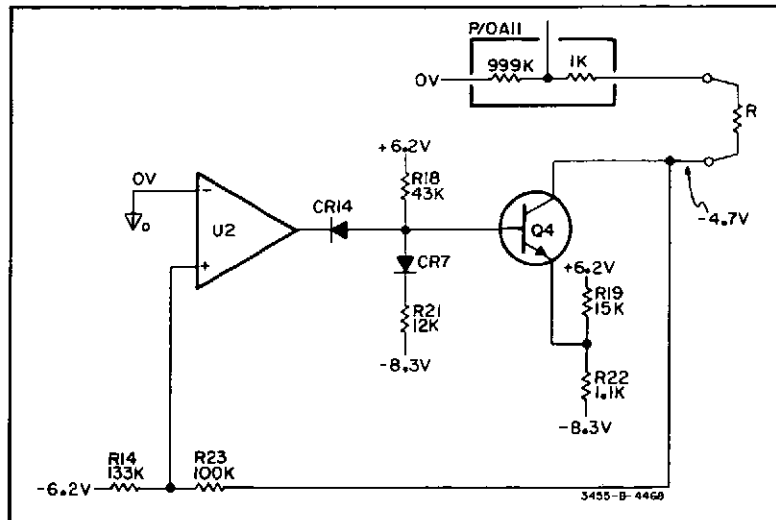 P/OA11
999K
1K
0V
R
+6.2V
R18
43K
-4.7V
0V
-
CR14
U2
+
Q4
CR7
+6.2V
R19
15K
R21
12K
-8.3V
R22
1.1K
-8.3V
R14
133K
R23
100K
-6.2V
3455-B-4468